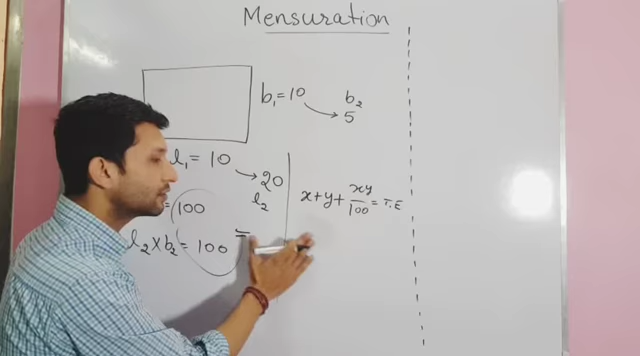 Mensuration
b₁ = 10
b₂
5
l₁ = 10
20
l₂
= 100
l₂ × b₂ = 100
x + y + xy/100 = T.E